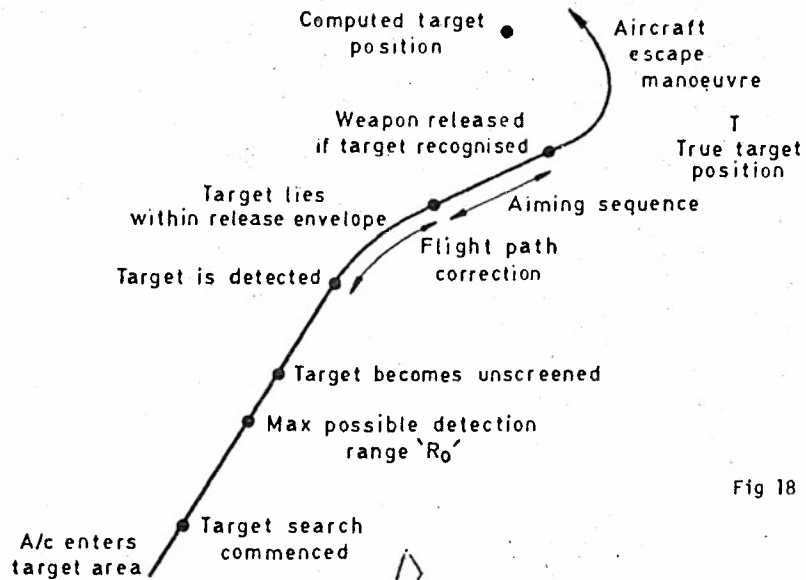 Computed target
position
Aircraft
escape
manoeuvre
Weapon released
if target recognised
T
True target
position
Target lies
within release envelope
Aiming sequence
Flight path
correction
Target is detected
Target becomes unscreened
Max possible detection
range 'R₀'
Fig 18
Target search
commenced
A/c enters
target area